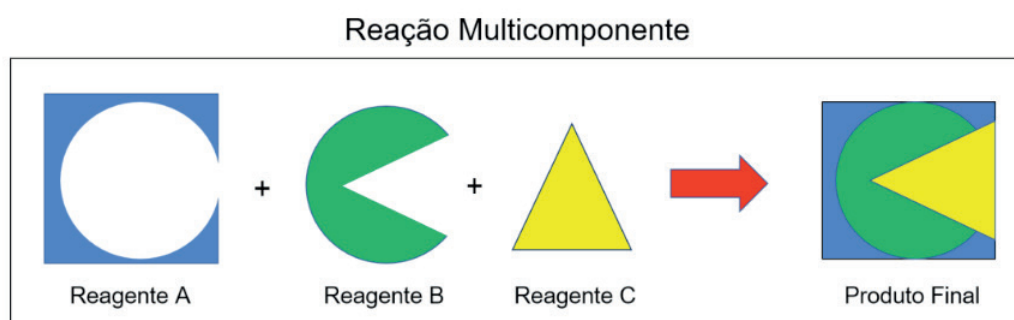 Reação Multicomponente
+ + 
Reagente A Reagente B Reagente C Produto Final